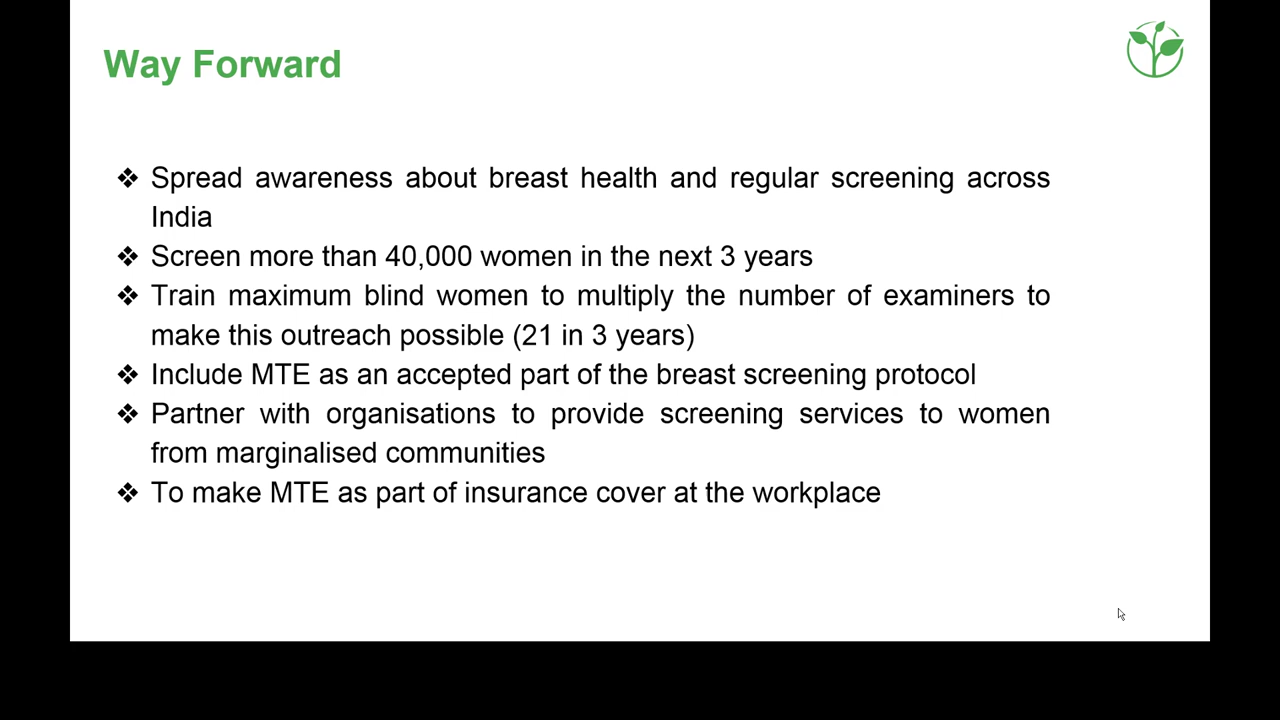 Way Forward
❖ Spread awareness about breast health and regular screening across
India
❖ Screen more than 40,000 women in the next 3 years
❖ Train maximum blind women to multiply the number of examiners to
make this outreach possible (21 in 3 years)
❖ Include MTE as an accepted part of the breast screening protocol
❖ Partner with organisations to provide screening services to women
from marginalised communities
❖ To make MTE as part of insurance cover at the workplace